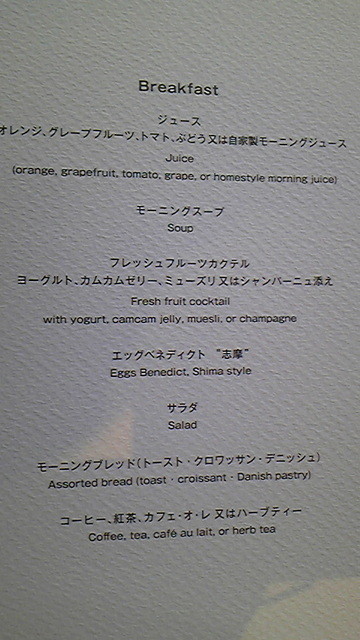 Breakfast
ジュース
オレンジ、グレープフルーツ、トマト、ぶどう又は自家製モーニングジュース
Juice
(orange, grapefruit, tomato, grape, or homestyle morning juice)
モーニングスープ
Soup
フレッシュフルーツカクテル
ヨーグルト、カムカムゼリー、ミューズリ又はシャンパーニュ添え
Fresh fruit cocktail
with yogurt, camcam jelly, muesli, or champagne
エッグベネディクト "志摩"
Eggs Benedict, Shima style
サラダ
Salad
モーニングブレッド(トースト・クロワッサン・デニッシュ)
Assorted bread (toast・croissant・Danish pastry)
コーヒー、紅茶、カフェ・オ・レ 又はハーブティー
Coffee, tea, café au lait, or herb tea